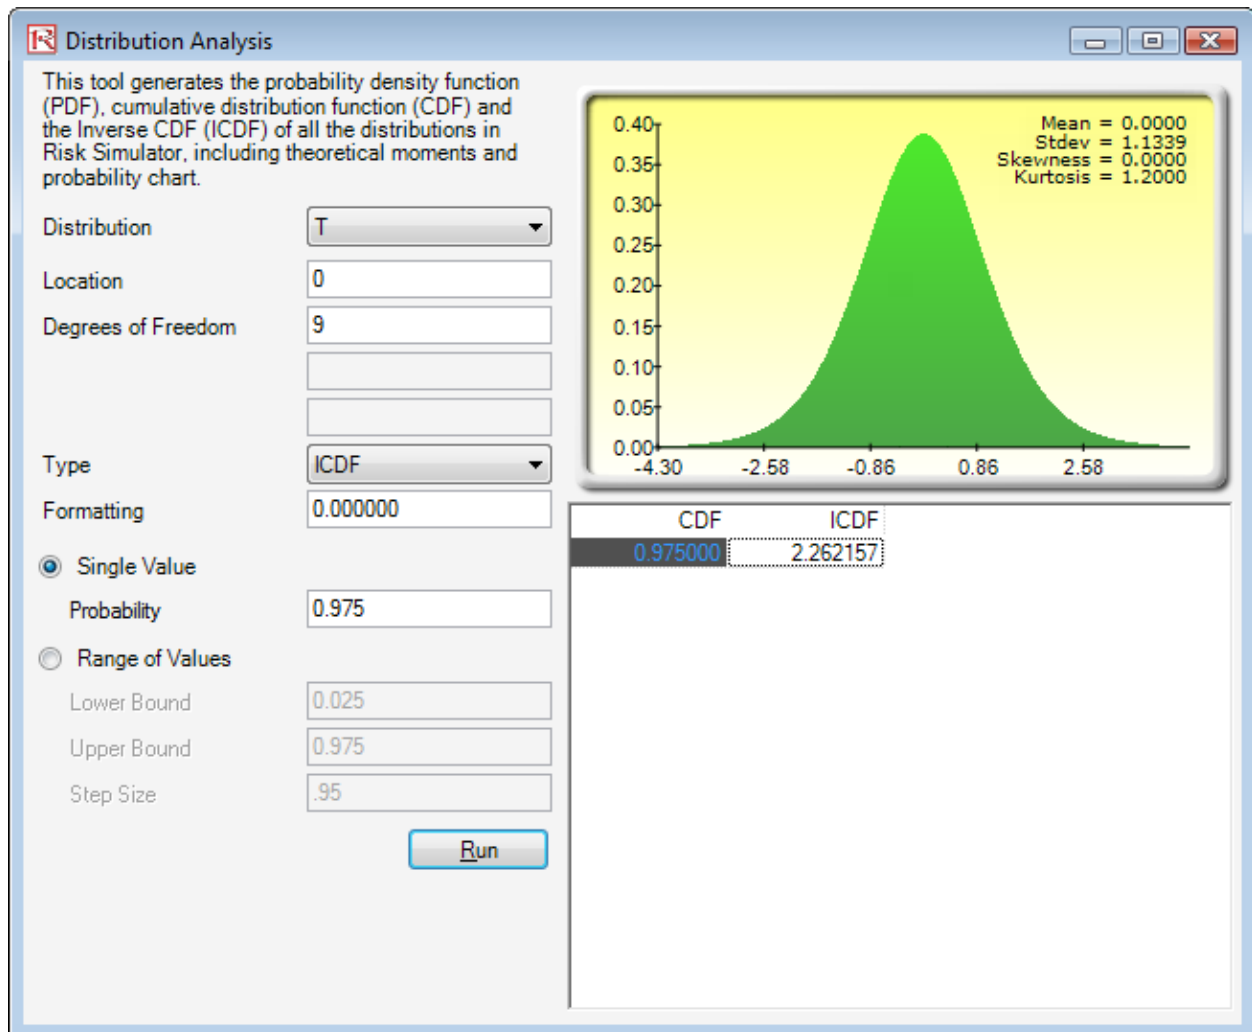 Distribution Analysis
This tool generates the probability density function
(PDF), cumulative distribution function (CDF) and
the Inverse CDF (ICDF) of all the distributions in
Risk Simulator, including theoretical moments and
probability chart.
Distribution T
Location 0
Degrees of Freedom 9
Type ICDF
Formatting 0.000000
Single Value
Probability 0.975
Range of Values
Lower Bound 0.025
Upper Bound 0.975
Step Size .95
Run
Mean = 0.0000
Stdev = 1.1339
Skewness = 0.0000
Kurtosis = 1.2000
0.40
0.35
0.30
0.25
0.20
0.15
0.10
0.05
0.00
-4.30 -2.58 -0.86 0.86 2.58
CDF ICDF
0.975000 2.262157